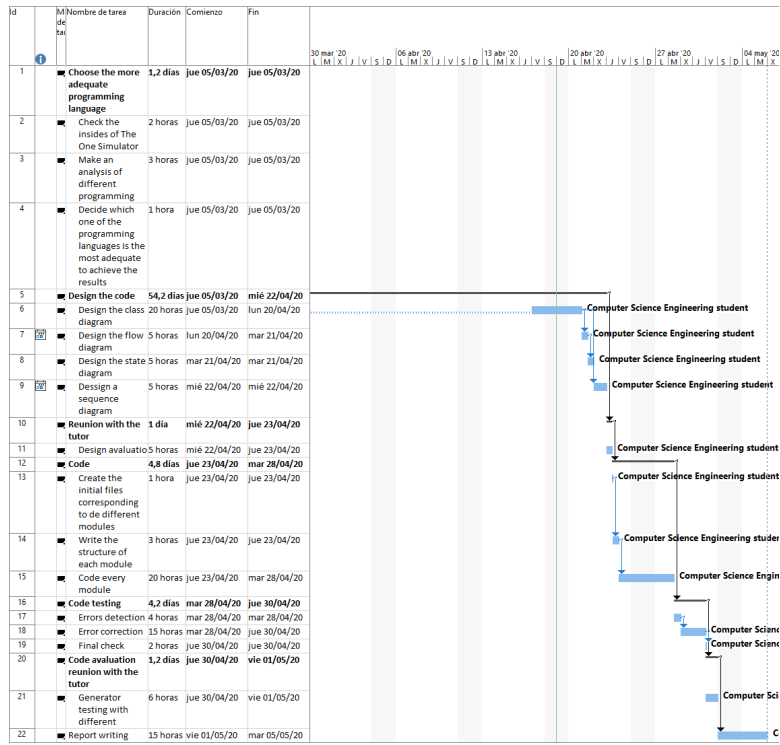 Id
M
de
tar
Nombre de tarea
Duración
Comienzo
Fin
30 mar '20
06 abr '20
13 abr '20
20 abr '20
27 abr '20
04 may '20
L M X J V S D L M X J V S D L M X J V S D L M X J V S D L M X J V S D L M X
1 Choose the more 1,2 días jue 05/03/20 jue 05/03/20
adequate
programming
language
2 Check the 2 horas jue 05/03/20 jue 05/03/20
insides of The
One Simulator
3 Make an 3 horas jue 05/03/20 jue 05/03/20
analysis of
different
programming
4 Decide which 1 hora jue 05/03/20 jue 05/03/20
one of the
programming
languages is the
most adequate
to achieve the
results
5 Design the code 54,2 días jue 05/03/20 mié 22/04/20
6 Design the class 20 horas jue 05/03/20 lun 20/04/20 Computer Science Engineering student
diagram
7 Design the flow 5 horas lun 20/04/20 mar 21/04/20 Computer Science Engineering student
diagram
8 Design the state 5 horas mar 21/04/20 mar 21/04/20 Computer Science Engineering student
diagram
9 Dessign a 5 horas mié 22/04/20 mié 22/04/20 Computer Science Engineering student
sequence
diagram
10 Reunion with the 1 día mié 22/04/20 jue 23/04/20
tutor
11 Design avaluatio 5 horas mié 22/04/20 jue 23/04/20 Computer Science Engineering student
12 Code 4,8 días jue 23/04/20 mar 28/04/20
13 Create the 1 hora jue 23/04/20 jue 23/04/20 Computer Science Engineering student
initial files
corresponding
to de different
modules
14 Write the 3 horas jue 23/04/20 jue 23/04/20 Computer Science Engineering studen
structure of
each module
15 Code every 20 horas jue 23/04/20 mar 28/04/20 Computer Science Engin
module
16 Code testing 4,2 días mar 28/04/20 jue 30/04/20
17 Errors detection 4 horas mar 28/04/20 mar 28/04/20
18 Error correction 15 horas mar 28/04/20 jue 30/04/20 Computer Scienc
19 Final check 2 horas jue 30/04/20 jue 30/04/20 Computer Scienc
20 Code avaluation 1,2 días jue 30/04/20 vie 01/05/20
reunion with the
tutor
21 Generator 6 horas jue 30/04/20 vie 01/05/20 Computer Sci
testing with
different
22 Report writing 15 horas vie 01/05/20 mar 05/05/20 C